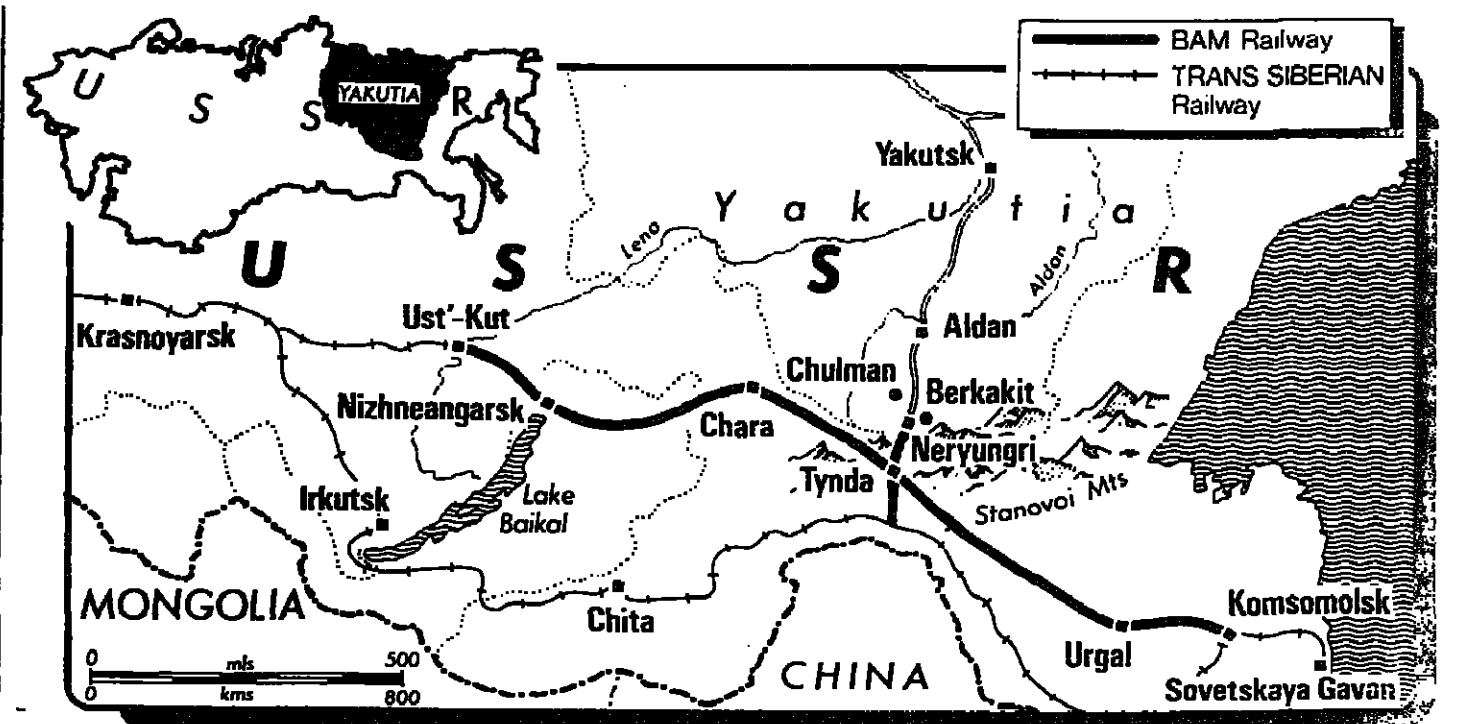 BAM Railway
TRANS SIBERIAN
Railway
U
S
S
R
YAKUTIA
Yakutsk
Yakutia
U
S
S
R
Lena
Aldan
Krasnoyarsk
Ust'-Kut
Aldan
Chulman
Berkakit
Nizhneangarsk
Chara
Neryungri
Tynda
Stanovoi Mts
Irkutsk
Lake
Baikal
MONGOLIA
Chita
Komsomolsk
Urgal
CHINA
Sovetskaya Gavan
0 mls 500
0 kms 800